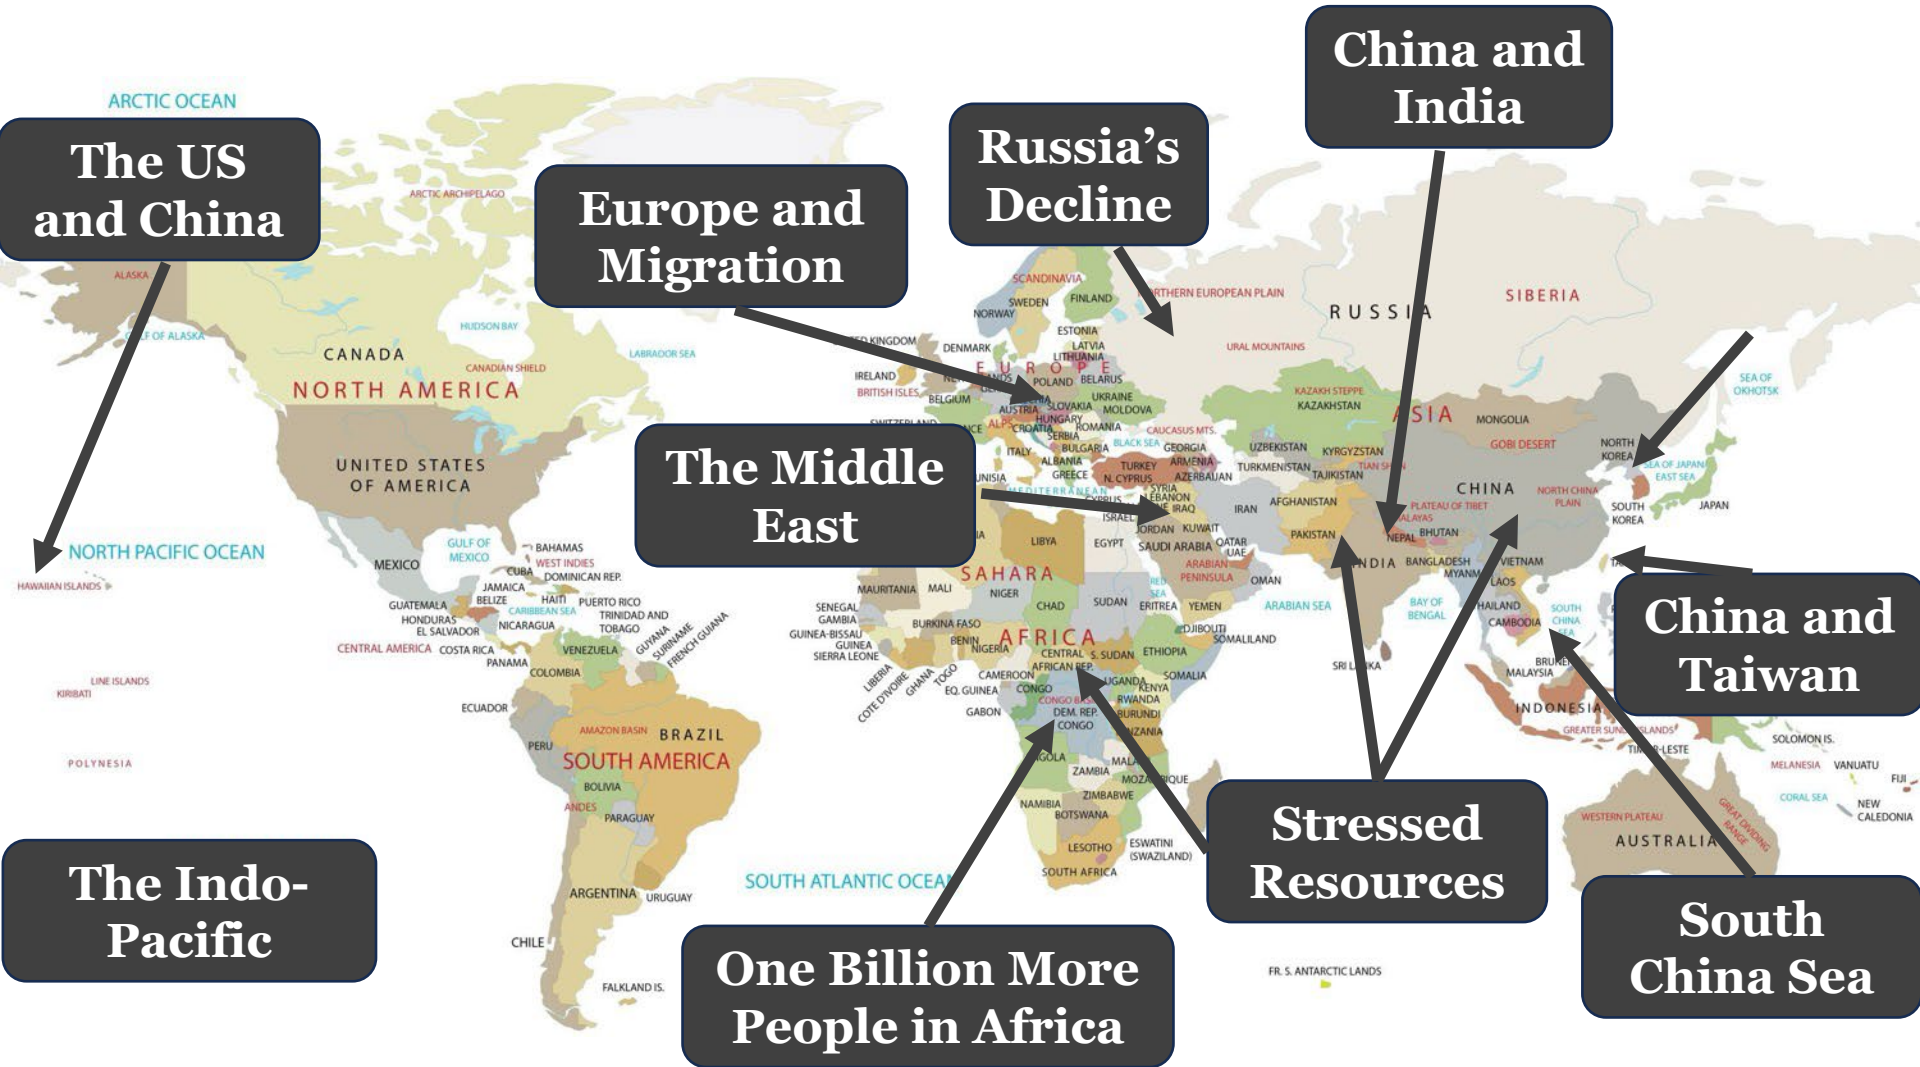 China and
India
ARCTIC OCEAN
The US
and China
Russia’s
Decline
Europe and
Migration
ARCTIC ARCHIPELAGO
ALASKA
SCANDINAVIA
SWEDEN
FINLAND
NORWAY
SIBERIA
RUSSIA
HUDSON BAY
CANADA
LABRADOR SEA
CANADIAN SHIELD
NORTH AMERICA
ESTONIA
LATVIA
LITHUANIA
DENMARK
URAL MOUNTAINS
EUROPE
IRELAND
BRITISH ISLES
BELGIUM
POLAND
BELARUS
UKRAINE
AUSTRIA
SLOVAKIA
MOLDOVA
HUNGARY
CROATIA
ROMANIA
SERBIA
ITALY
BULGARIA
ALBANIA
GREECE
BLACK SEA
CAUCASUS MTS.
GEORGIA
ARMENIA
AZERBAIJAN
TURKEY
N. CYPRUS
KAZAKH STEPPE
KAZAKHSTAN
ASIA
MONGOLIA
GOBI DESERT
SEA OF
OKHOTSK
UZBEKISTAN
KYRGYZSTAN
TURKMENISTAN
TAJIKISTAN
NORTH
KOREA
SEA OF JAPAN/
EAST SEA
UNITED STATES
OF AMERICA
The Middle
East
SYRIA
LEBANON
IRAQ
IRAN
AFGHANISTAN
CHINA
NORTH CHINA
PLAIN
PLATEAU OF TIBET
SOUTH
KOREA
JAPAN
ISRAEL
JORDAN
KUWAIT
PAKISTAN
NEPAL
BHUTAN
LIBYA
EGYPT
SAUDI ARABIA
QATAR
UAE
NORTH PACIFIC OCEAN
GULF OF
MEXICO
MEXICO
BAHAMAS
WEST INDIES
CUBA
DOMINICAN REP.
HAWAIIAN ISLANDS
JAMAICA
BELIZE
HAITI
PUERTO RICO
GUATEMALA
HONDURAS
EL SALVADOR
CARIBBEAN SEA
NICARAGUA
TRINIDAD AND
TOBAGO
CENTRAL AMERICA
COSTA RICA
PANAMA
VENEZUELA
GUYANA
SURINAME
FRENCH GUIANA
COLOMBIA
SAHARA
ARABIAN
PENINSULA
OMAN
MAURITANIA
MALI
NIGER
CHAD
SUDAN
RED
SEA
ERITREA
YEMEN
ARABIAN SEA
BANGLADESH
VIETNAM
LAOS
BAY OF
BENGAL
CAMBODIA
SOUTH
CHINA
SEA
China and
Taiwan
SENEGAL
GAMBIA
GUINEA-BISSAU
GUINEA
SIERRA LEONE
BURKINA FASO
BENIN
NIGERIA
AFRICA
DJIBOUTI
SOMALILAND
LIBERIA
COTE D'IVOIRE
GHANA
TOGO
CENTRAL
AFRICAN REP.
S. SUDAN
ETHIOPIA
CAMEROON
EQ. GUINEA
GABON
CONGO
UGANDA
SOMALIA
KENYA
RWANDA
BURUNDI
DEM. REP.
CONGO
MALAYSIA
INDONESIA
LINE ISLANDS
KIRIBATI
ECUADOR
AMAZON BASIN
BRAZIL
PERU
SOUTH AMERICA
POLYNESIA
BOLIVIA
ANDES
PARAGUAY
ZAMBIA
ZIMBABWE
NAMIBIA
BOTSWANA
LESOTHO
ESWATINI
(SWAZILAND)
SOUTH AFRICA
Stressed
Resources
SOLOMON IS.
MELANESIA
VANUATU
FIJI
CORAL SEA
NEW
CALEDONIA
WESTERN PLATEAU
GREAT DIVIDING
RANGE
AUSTRALIA
The Indo-
Pacific
SOUTH ATLANTIC OCEAN
ARGENTINA
URUGUAY
CHILE
FALKLAND IS.
One Billion More
People in Africa
FR. S. ANTARCTIC LANDS
South
China Sea